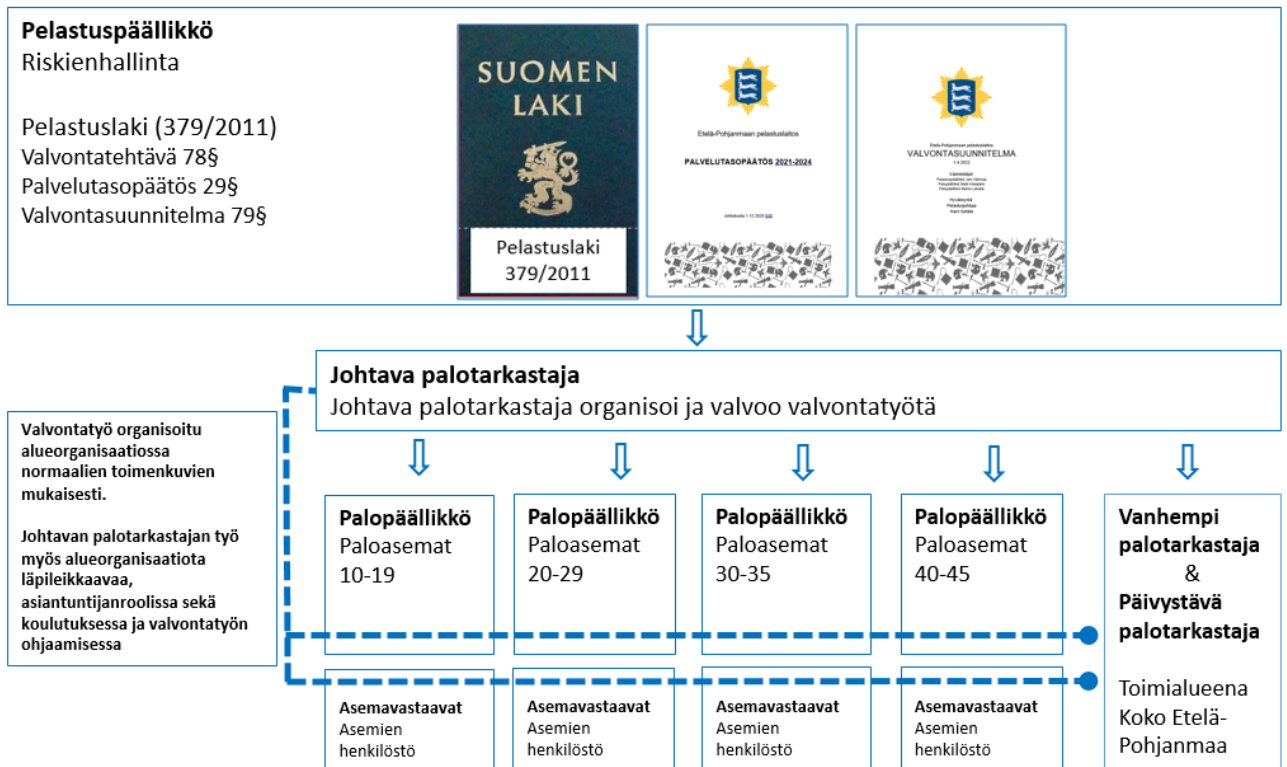 Pelastuspäällikkö
Riskienhallinta
Pelastuslaki (379/2011)
Valvontatehtävä 78§
Palvelutasopäätös 29§
Valvontasuunnitelma 79§
SUOMEN
LAKI
Pelastuslaki
379/2011
Etelä-Pohjanmaan pelastuslaitos
PALVELUTASOPÄÄTÖS 2021-2024
Etelä-Pohjanmaan pelastuslaitos
VALVONTASUUNNITELMA
Johtava palotarkastaja
Johtava palotarkastaja organisoi ja valvoo valvontatyötä
Valvontatyö organisoitu
alueorganisaatiossa
normaalien toimenkuvien
mukaisesti.
Johtavan palotarkastajan työ
myös alueorganisaatiota
läpileikkaavaa,
asiantuntijanroolissa sekä
koulutuksessa ja valvontatyön
ohjaamisessa
Palopäällikkö
Paloasemat
10-19
Palopäällikkö
Paloasemat
20-29
Palopäällikkö
Paloasemat
30-35
Palopäällikkö
Paloasemat
40-45
Vanhempi
palotarkastaja
&
Päivystävä
palotarkastaja
Toimialueena
Koko Etelä-
Pohjanmaa
Asemavastaavat
Asemien
henkilöstö
Asemavastaavat
Asemien
henkilöstö
Asemavastaavat
Asemien
henkilöstö
Asemavastaavat
Asemien
henkilöstö